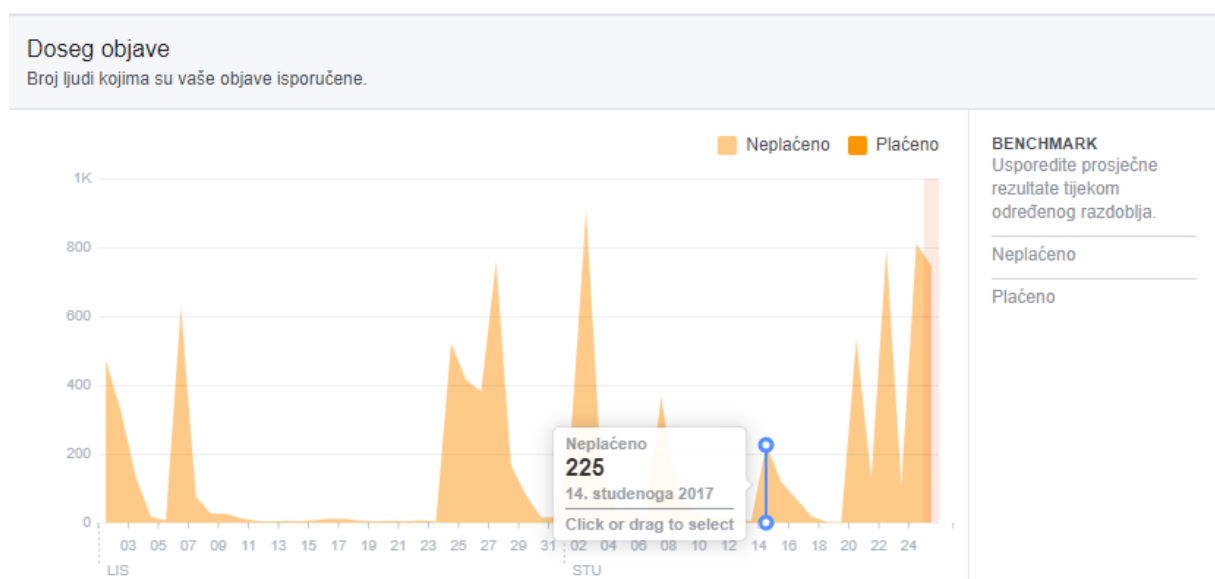 Doseg objave
Broj ljudi kojima su vaše objave isporučene.
Neplaćeno Plaćeno
1K
800
600
400
200
0
Neplaćeno
225
14. studenoga 2017
Click or drag to select
03 05 07 09 11 13 15 17 19 21 23 25 27 29 31 02 04 06 08 10 12 14 16 18 20 22 24
LIS STU
BENCHMARK
Usporedite prosječne
rezultate tijekom
određenog razdoblja.
Neplaćeno
Plaćeno